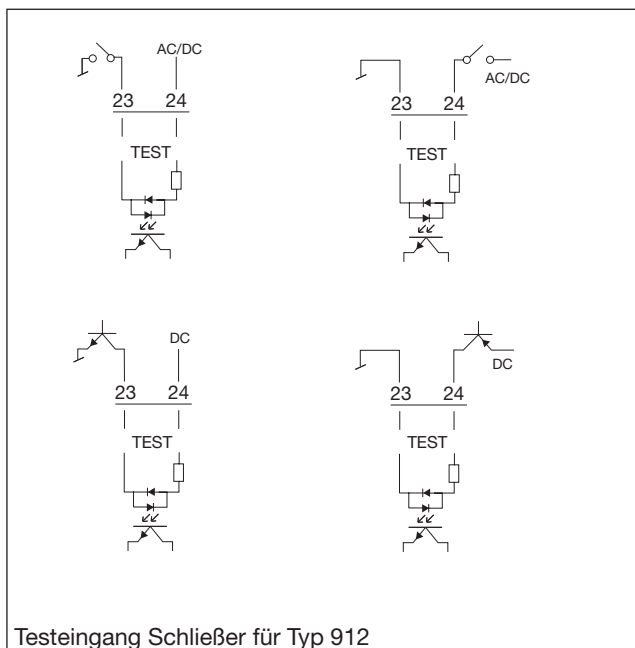 AC/DC
23 24
TEST
AC/DC
23 24
TEST
DC
23 24
TEST
DC
23 24
TEST
Testeingang Schließer für Typ 912